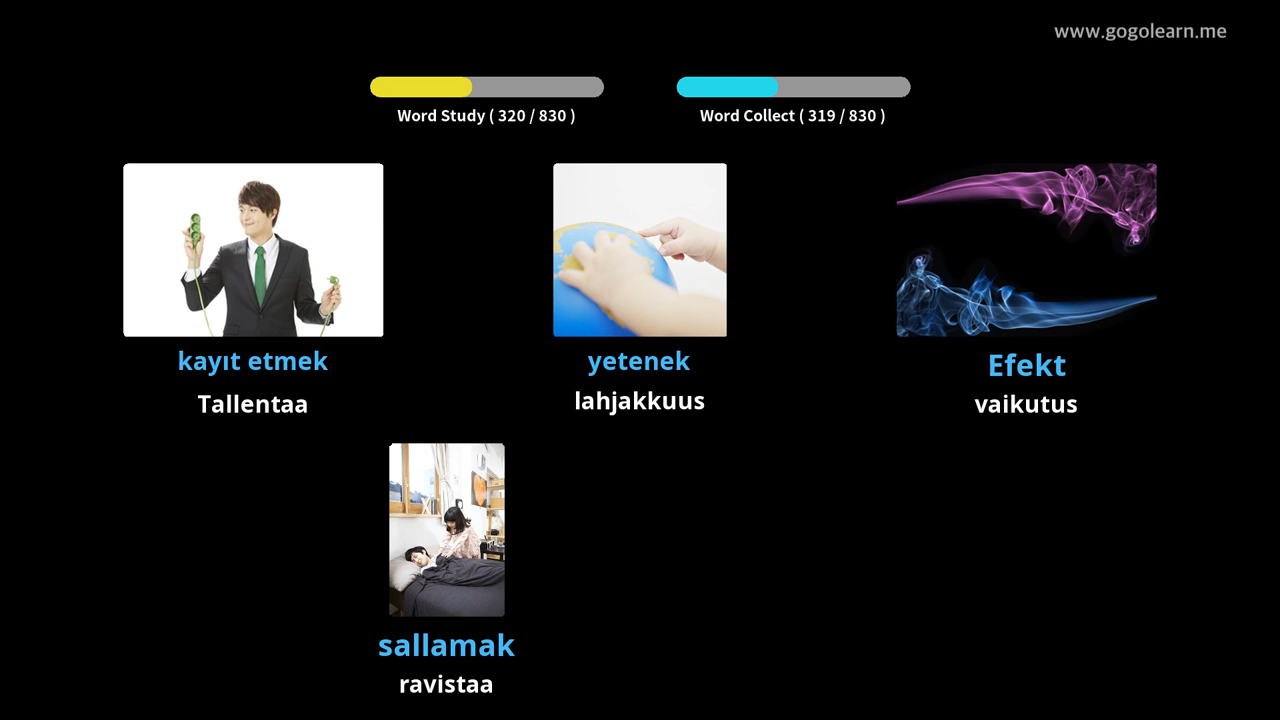 www.gogolearn.me
Word Study ( 320 / 830 )
Word Collect ( 319 / 830 )
kayıt etmek
Tallentaa
yetenek
lahjakkuus
Efekt
vaikutus
sallamak
ravistaa